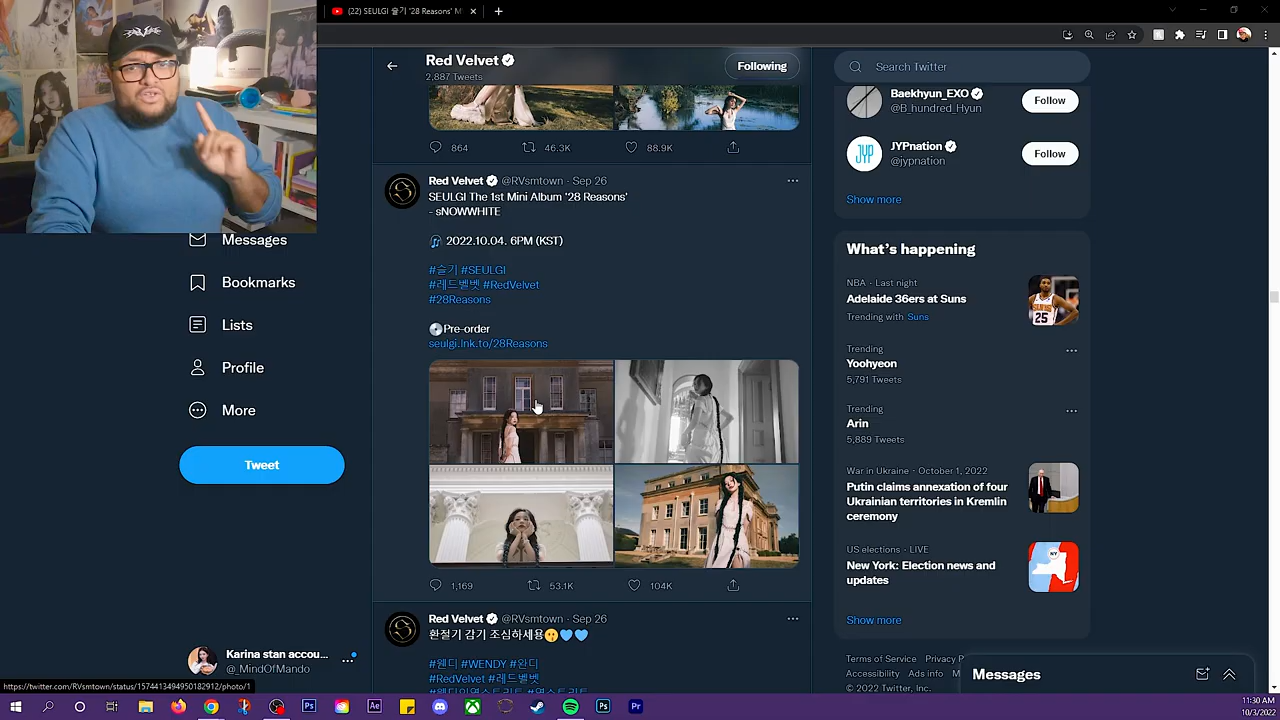 (22) SEULGI 슬기 '28 Reasons' M
Red Velvet
2,887 Tweets
Following
Search Twitter
864
46.3K
88.9K
Baekhyun_EXO
@B_hundred_Hyun
Follow
JYPnation
@jypnation
Follow
JYP
Show more
Messages
Bookmarks
Lists
Profile
More
Tweet
Red Velvet @RVsmtown · Sep 26
SEULGI The 1st Mini Album '28 Reasons'
- sNOWWHITE
2022.10.04. 6PM (KST)
#슬기 #SEULGI
#레드벨벳 #RedVelvet
#28Reasons
Pre-order
seulgi.lnk.to/28Reasons
1,169
53.1K
104K
Red Velvet @RVsmtown · Sep 26
환절기 감기 조심하세용
#웬디 #WENDY #완디
#RedVelvet #레드벨벳
What's happening
NBA · Last night
Adelaide 36ers at Suns
Trending with Suns
SUNS
25
Trending
Yoohyeon
5,791 Tweets
Trending
Arin
5,889 Tweets
War in Ukraine · October 1, 2022
Putin claims annexation of four
Ukrainian territories in Kremlin
ceremony
US elections · LIVE
New York: Election news and
updates
Show more
Terms of Service Privacy P
Accessibility Ads info
© 2022 Twitter, Inc.
Messages
Karina stan accou...
@_MindOfMando
https://twitter.com/RVsmtown/status/1574413494950182912/photo/1
Ps
Ae
Ps
Pr
11:30 AM
10/3/2022